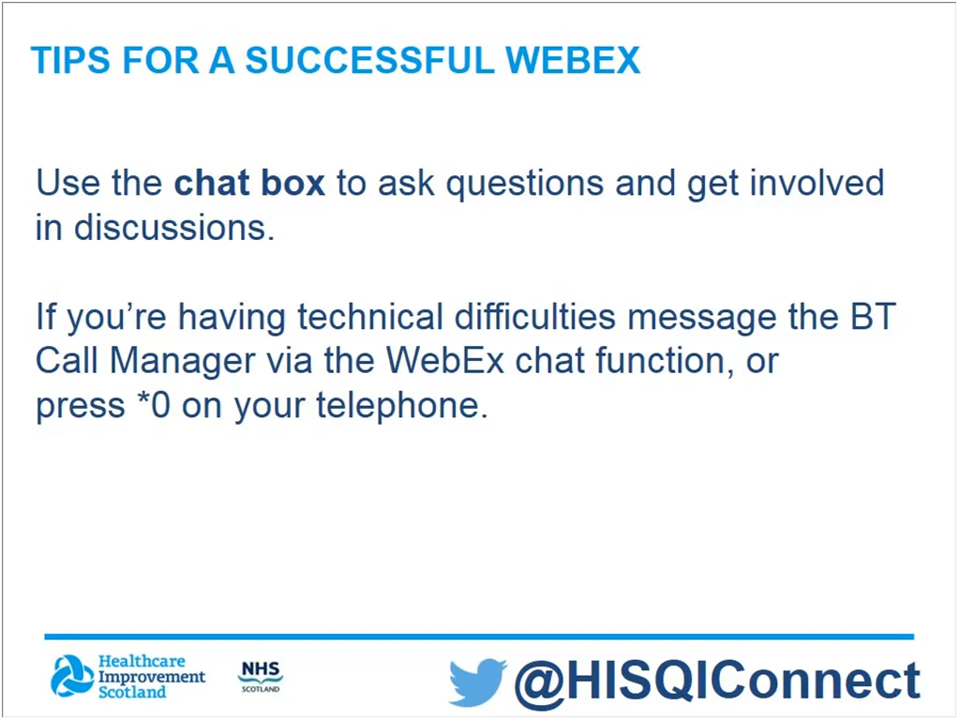 TIPS FOR A SUCCESSFUL WEBEX
Use the chat box to ask questions and get involved
in discussions.
If you’re having technical difficulties message the BT
Call Manager via the WebEx chat function, or
press *0 on your telephone.
Healthcare
Improvement
Scotland
NHS
SCOTLAND
@HISQIConnect